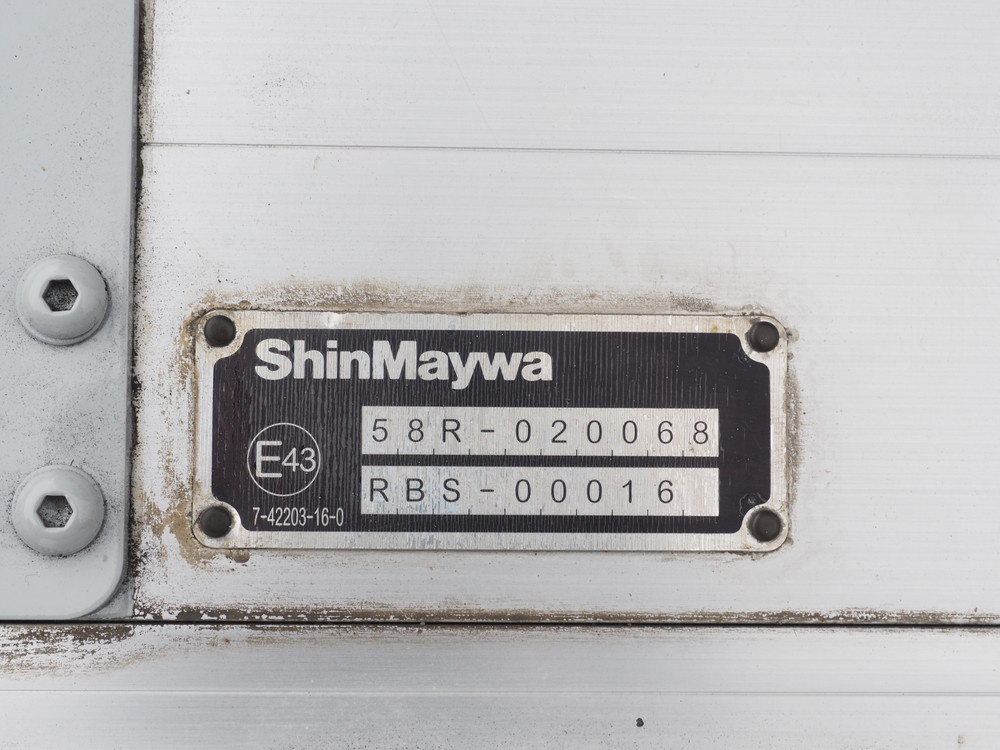 ShinMaywa
58R-020068
E43
RBS-00016
7-42203-16-0